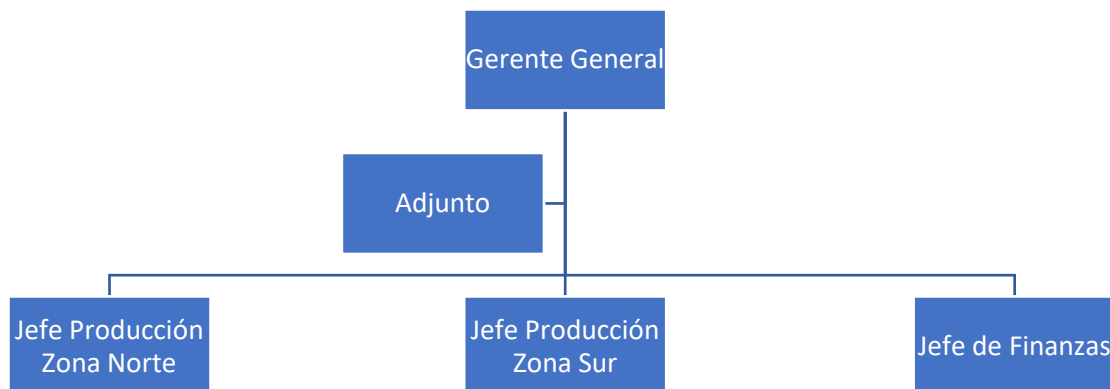 Gerente General
Adjunto
Jefe Producción
Zona Norte
Jefe Producción
Zona Sur
Jefe de Finanzas